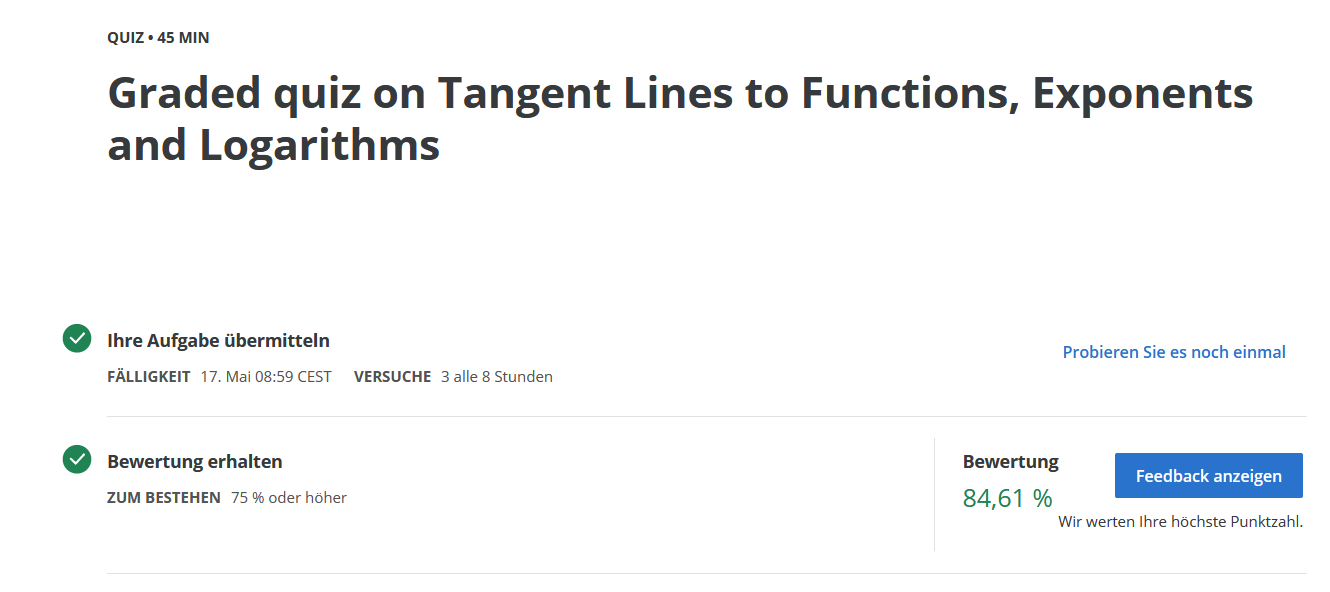 QUIZ • 45 MIN
Graded quiz on Tangent Lines to Functions, Exponents
and Logarithms
Ihre Aufgabe übermitteln
FÄLLIGKEIT 17. Mai 08:59 CEST VERSUCHE 3 alle 8 Stunden
Probieren Sie es noch einmal
Bewertung erhalten
ZUM BESTEHEN 75 % oder höher
Bewertung
84,61 %
Feedback anzeigen
Wir werten Ihre höchste Punktzahl.